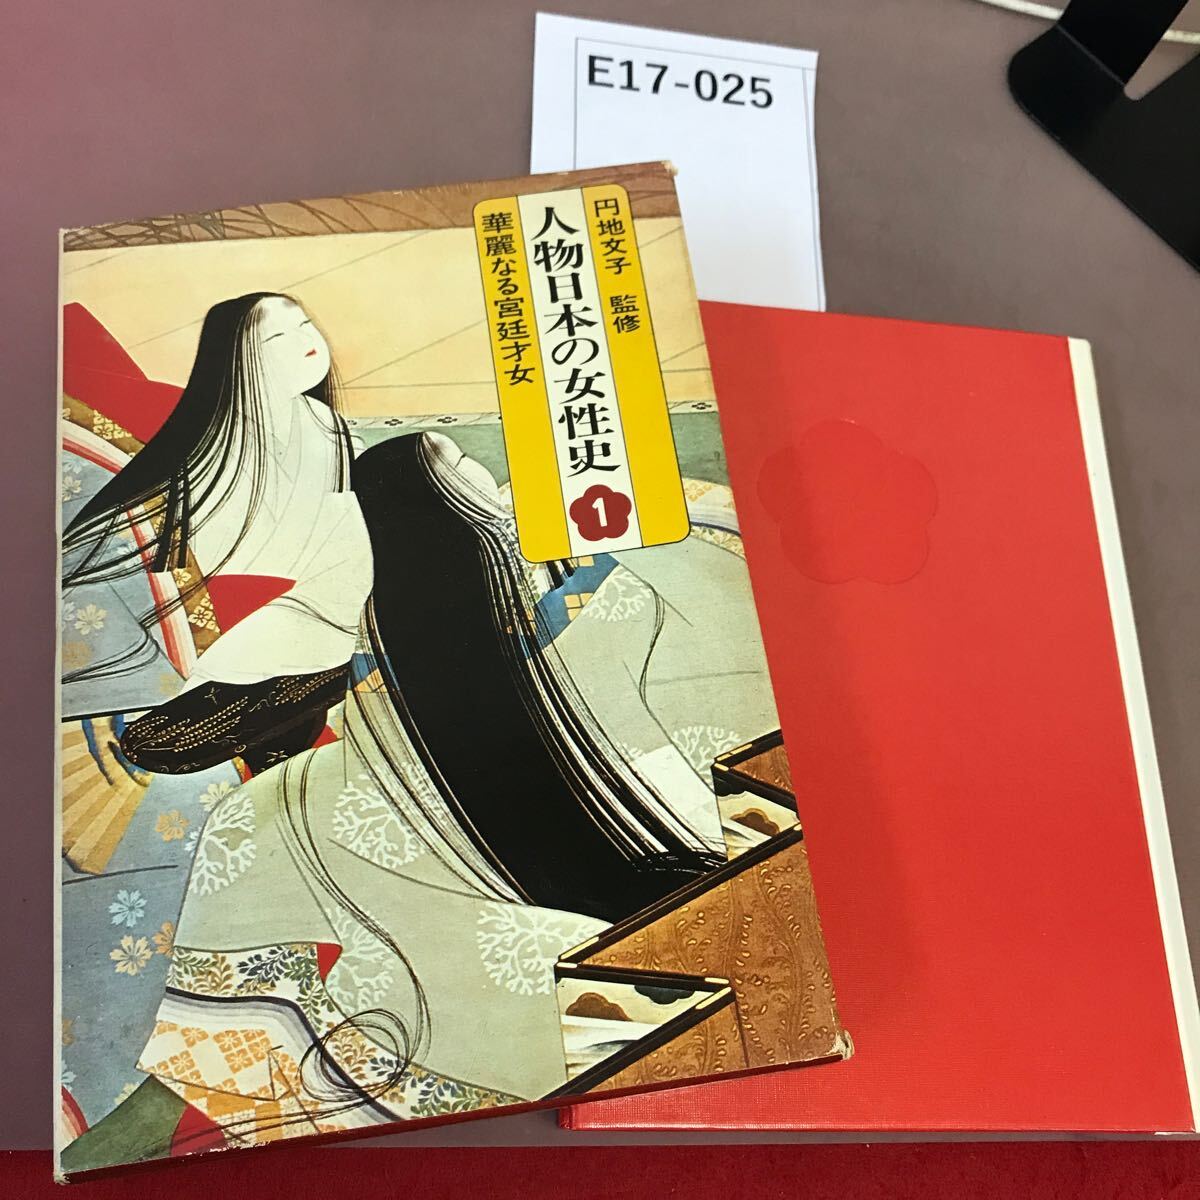 E17-025
円地文子 監修
人物日本の女性史
1
華麗なる宮廷才女